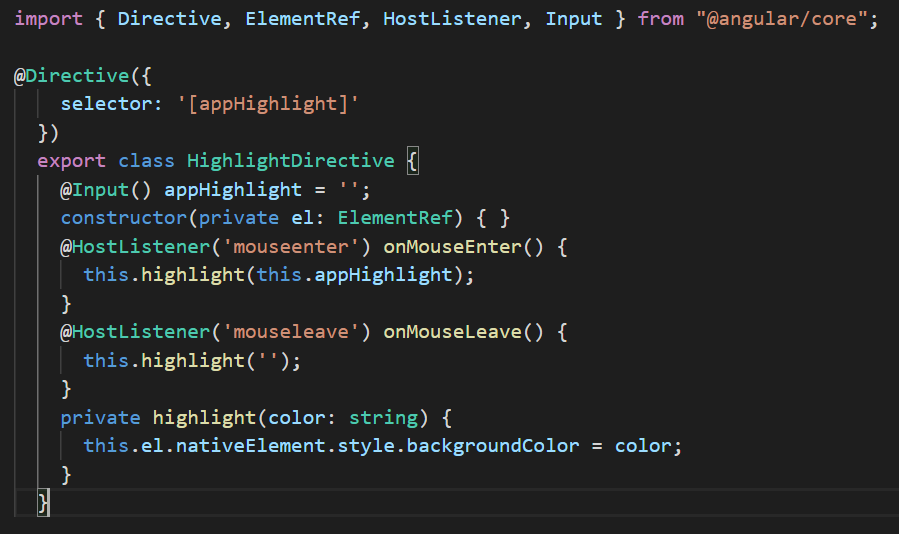 import { Directive, ElementRef, HostListener, Input } from "@angular/core";

@Directive({
    selector: '[appHighlight]'
  })
  export class HighlightDirective {
    @Input() appHighlight = '';
    constructor(private el: ElementRef) { }
    @HostListener('mouseenter') onMouseEnter() {
      this.highlight(this.appHighlight);
    }
    @HostListener('mouseleave') onMouseLeave() {
      this.highlight('');
    }
    private highlight(color: string) {
      this.el.nativeElement.style.backgroundColor = color;
    }
  }